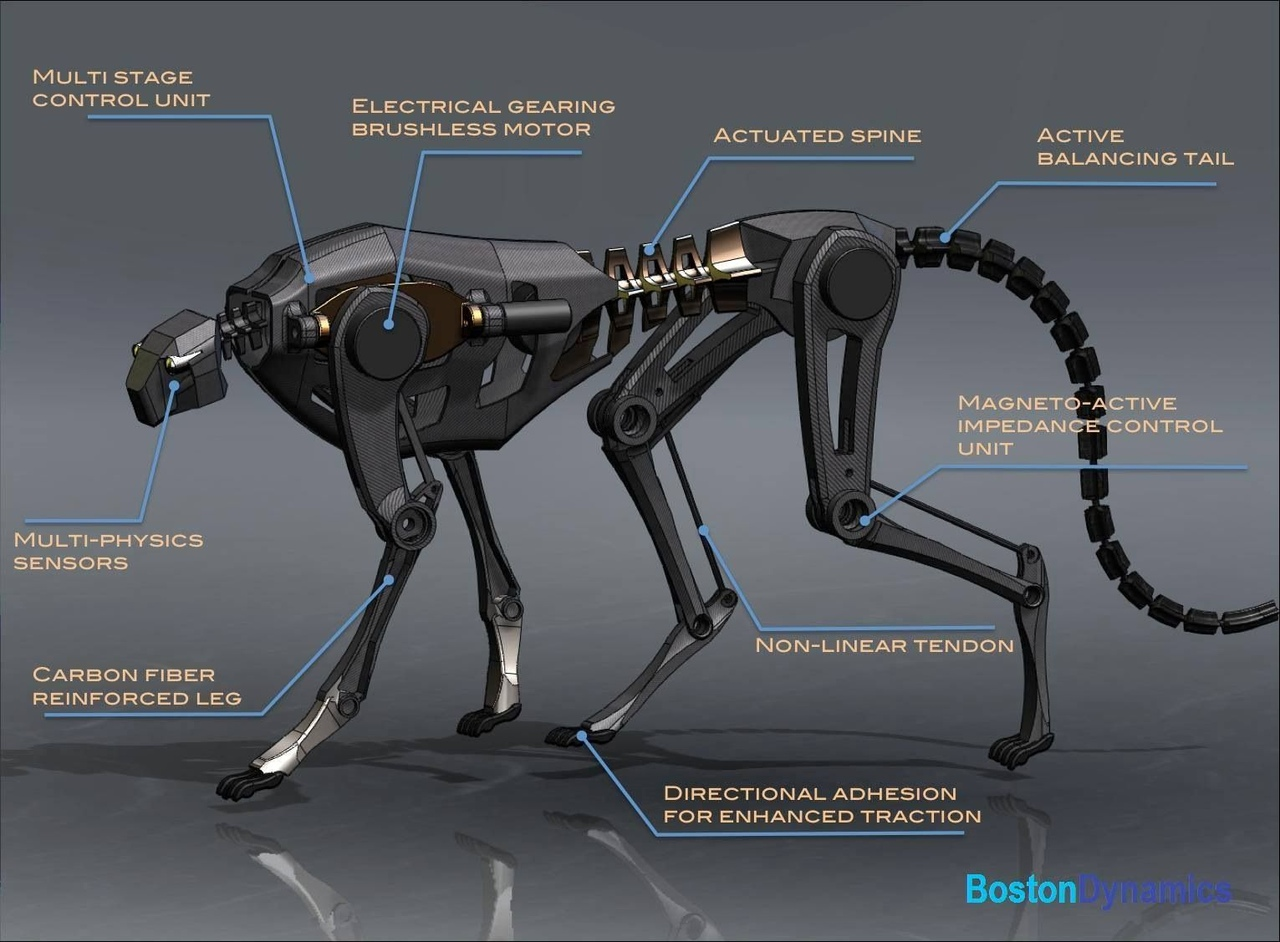 MULTI STAGE
CONTROL UNIT
ELECTRICAL GEARING
BRUSHLESS MOTOR
ACTUATED SPINE
ACTIVE
BALANCING TAIL
MAGNETO-ACTIVE
IMPEDANCE CONTROL
UNIT
MULTI-PHYSICS
SENSORS
NON-LINEAR TENDON
CARBON FIBER
REINFORCED LEG
DIRECTIONAL ADHESION
FOR ENHANCED TRACTION
BostonDynamics